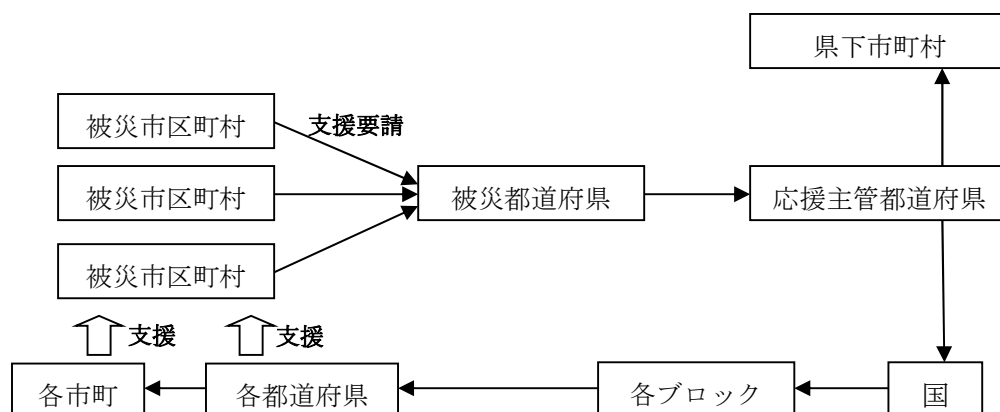 県下市町村
被災市区町村
支援要請
被災市区町村
被災都道府県
応援主管都道府県
被災市区町村
支援
支援
各市町
各都道府県
各ブロック
国